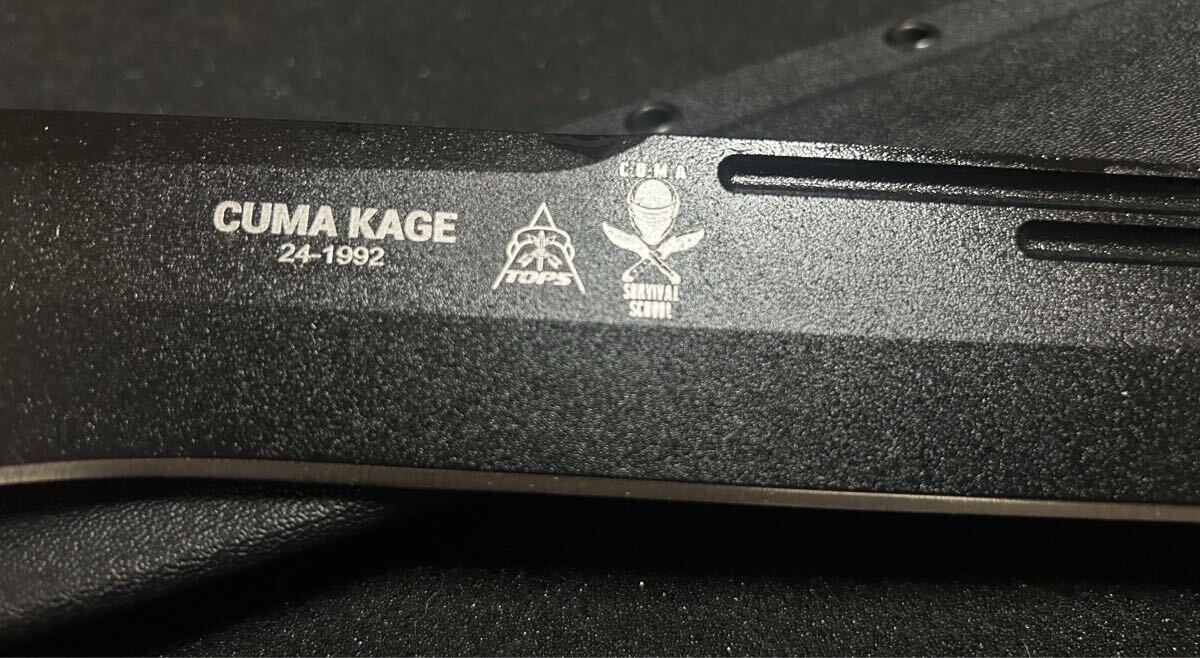 CUMA KAGE
24-1992
TOPS
C.U.M.A
SURVIVAL
SCHOOL